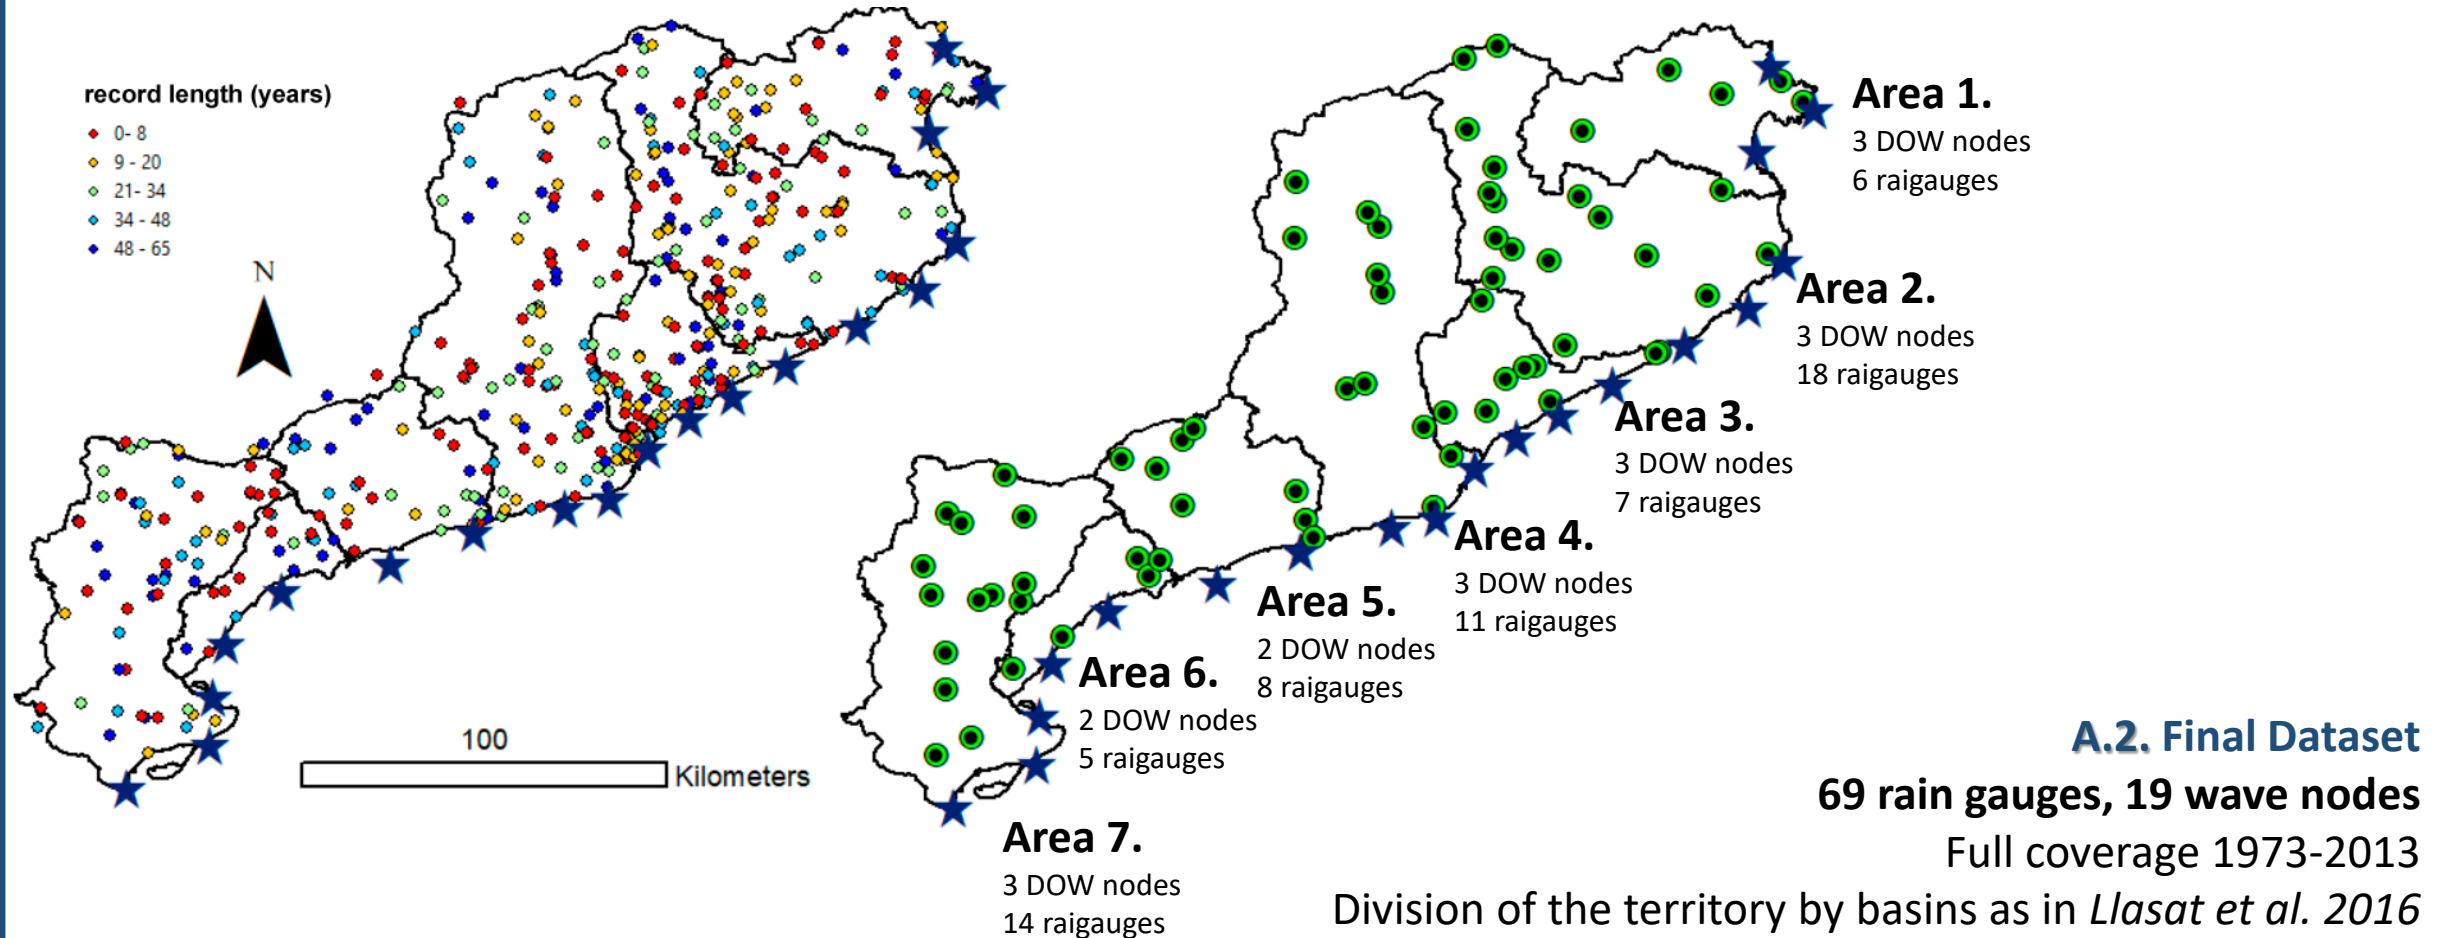 record length (years)
0- 8
9 - 20
21- 34
34 - 48
48 - 65
N
100
Kilometers
Area 1.
3 DOW nodes
6 raigauges
Area 2.
3 DOW nodes
18 raigauges
Area 3.
3 DOW nodes
7 raigauges
Area 4.
3 DOW nodes
11 raigauges
Area 5.
2 DOW nodes
8 raigauges
Area 6.
2 DOW nodes
5 raigauges
Area 7.
3 DOW nodes
14 raigauges
A.2. Final Dataset
69 rain gauges, 19 wave nodes
Full coverage 1973-2013
Division of the territory by basins as in Llasat et al. 2016